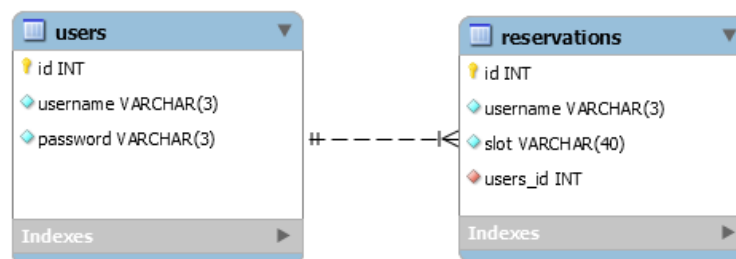 users
id INT
username VARCHAR(3)
password VARCHAR(3)
Indexes
reservations
id INT
username VARCHAR(3)
slot VARCHAR(40)
users_id INT
Indexes